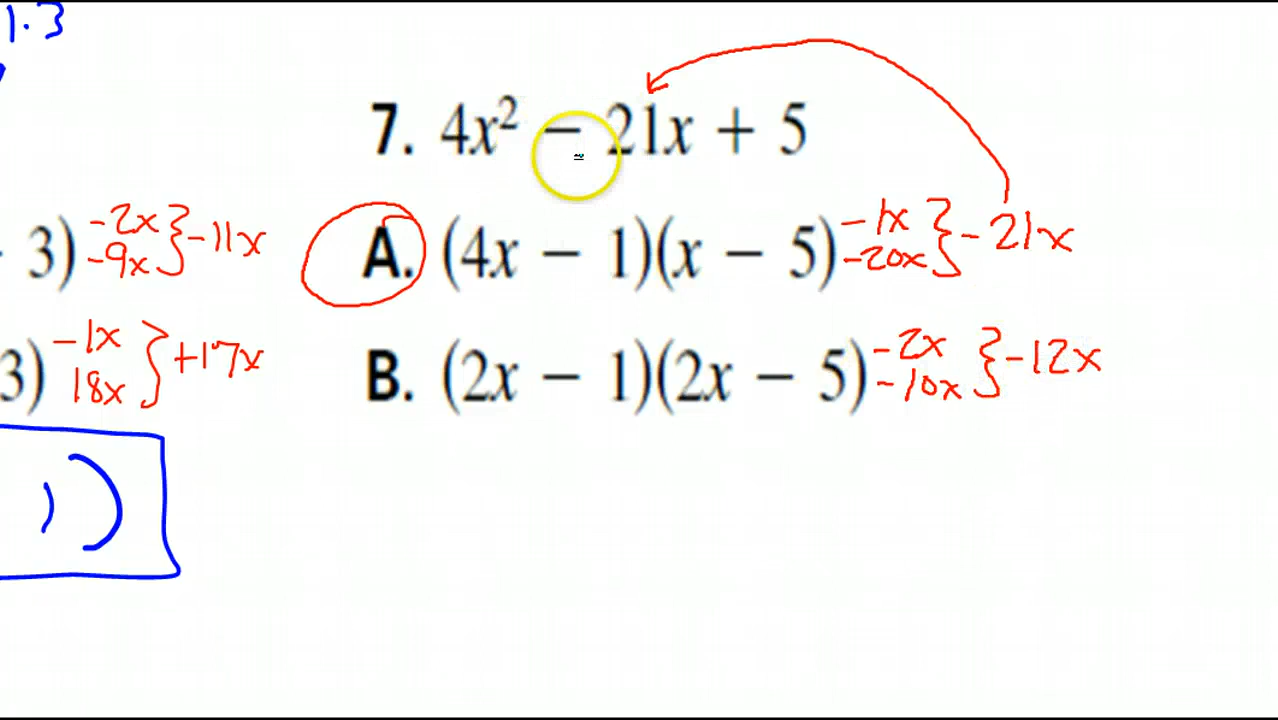 1·3
7. 4x² − 21x + 5
- 3) -2x -9x } -11x
A. (4x − 1)(x − 5) -1x -20x } -21x
3) -1x 18x } +17x
B. (2x − 1)(2x − 5) -2x -10x } -12x
))